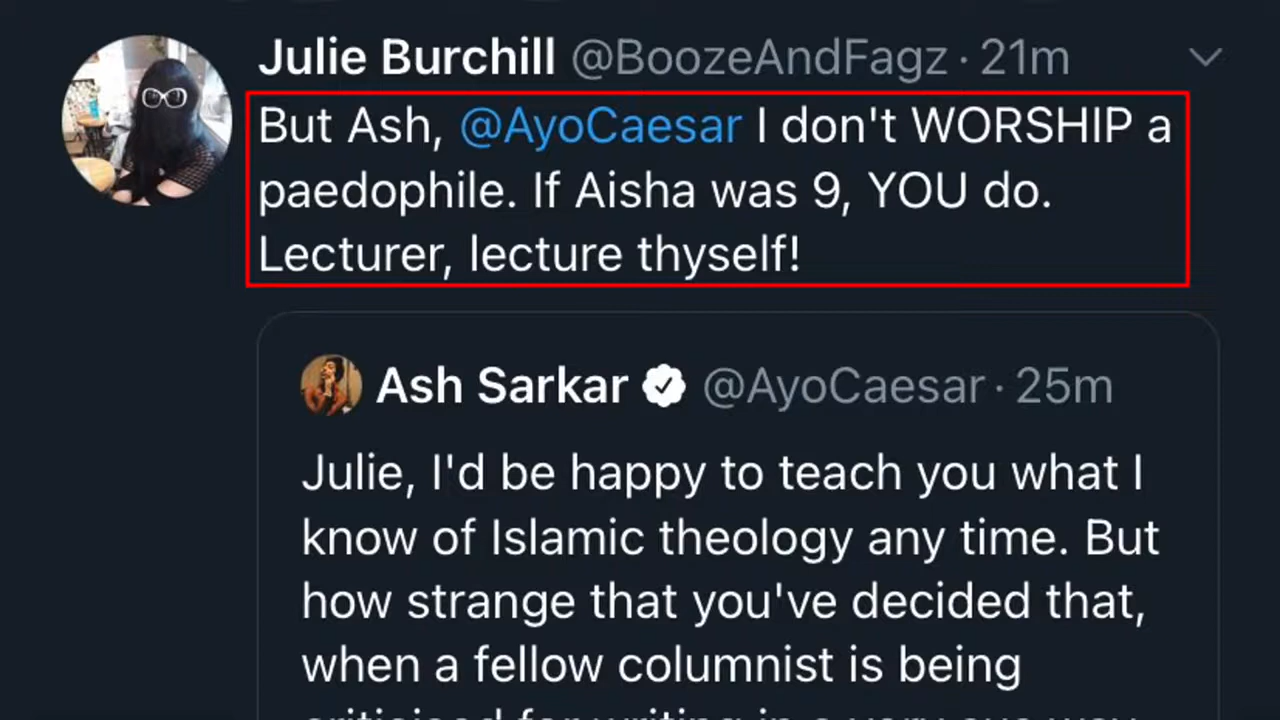 Julie Burchill @BoozeAndFagz · 21m
But Ash, @AyoCaesar I don't WORSHIP a
paedophile. If Aisha was 9, YOU do.
Lecturer, lecture thyself!
Ash Sarkar @AyoCaesar · 25m
Julie, I'd be happy to teach you what I
know of Islamic theology any time. But
how strange that you've decided that,
when a fellow columnist is being